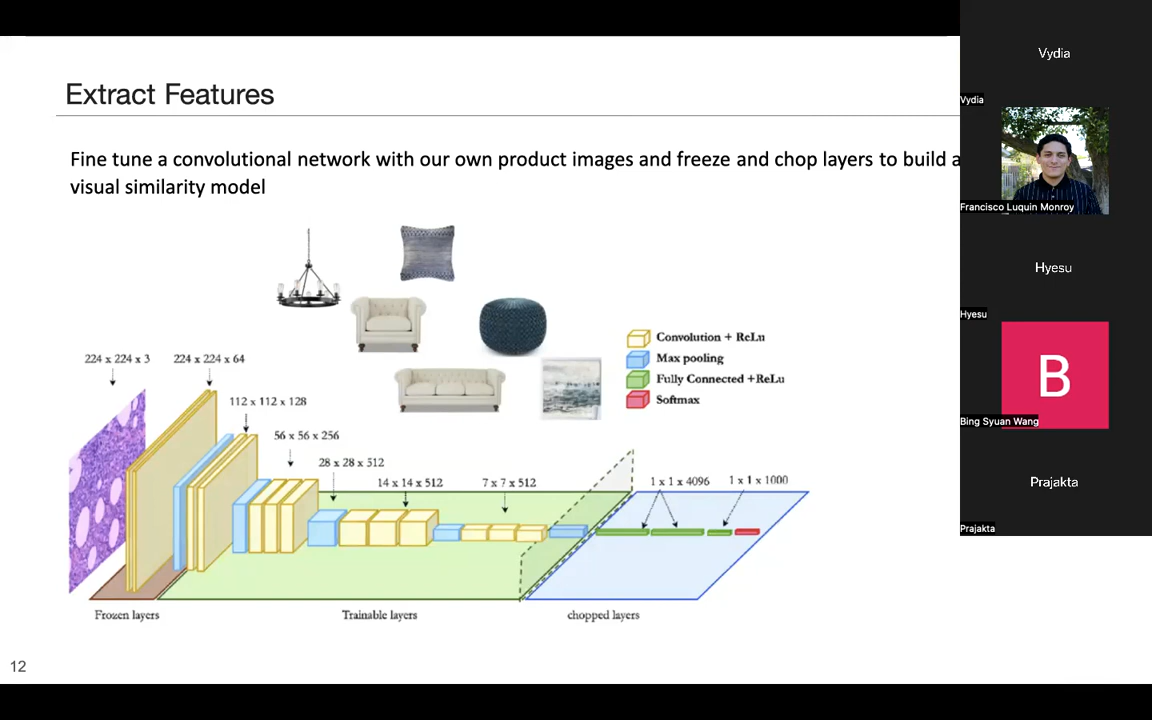 Extract Features
Fine tune a convolutional network with our own product images and freeze and chop layers to build a
visual similarity model
Convolution + ReLu
Max pooling
Fully Connected +ReLu
Softmax
224 x 224 x 3
224 x 224 x 64
112 x 112 x 128
56 x 56 x 256
28 x 28 x 512
14 x 14 x 512
7 x 7 x 512
1 x 1 x 4096
1 x 1 x 1000
Frozen layers
Trainable layers
chopped layers
12
Vydia
Vydia
Francisco Luquin Monroy
Hyesu
Hyesu
B
Bing Syuan Wang
Prajakta
Prajakta